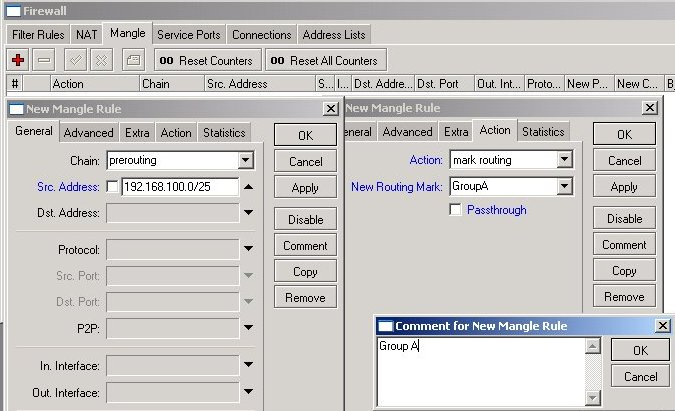 Firewall
Filter Rules NAT Mangle Service Ports Connections Address Lists
00 Reset Counters 00 Reset All Counters
# Action Chain Src. Address S... I... Dst. Addre... Dst. Port Out. Int... Proto... New P... New C... B
New Mangle Rule
General Advanced Extra Action Statistics
Chain: prerouting
Src. Address: 192.168.100.0/25
Dst. Address:
Protocol:
Src. Port:
Dst. Port:
P2P:
In. Interface:
Out. Interface:
OK
Cancel
Apply
Disable
Comment
Copy
Remove
New Mangle Rule
eneral Advanced Extra Action Statistics
Action: mark routing
New Routing Mark: GroupA
Passthrough
OK
Cancel
Apply
Disable
Comment
Copy
Remove
Comment for New Mangle Rule
Group A
OK
Cancel